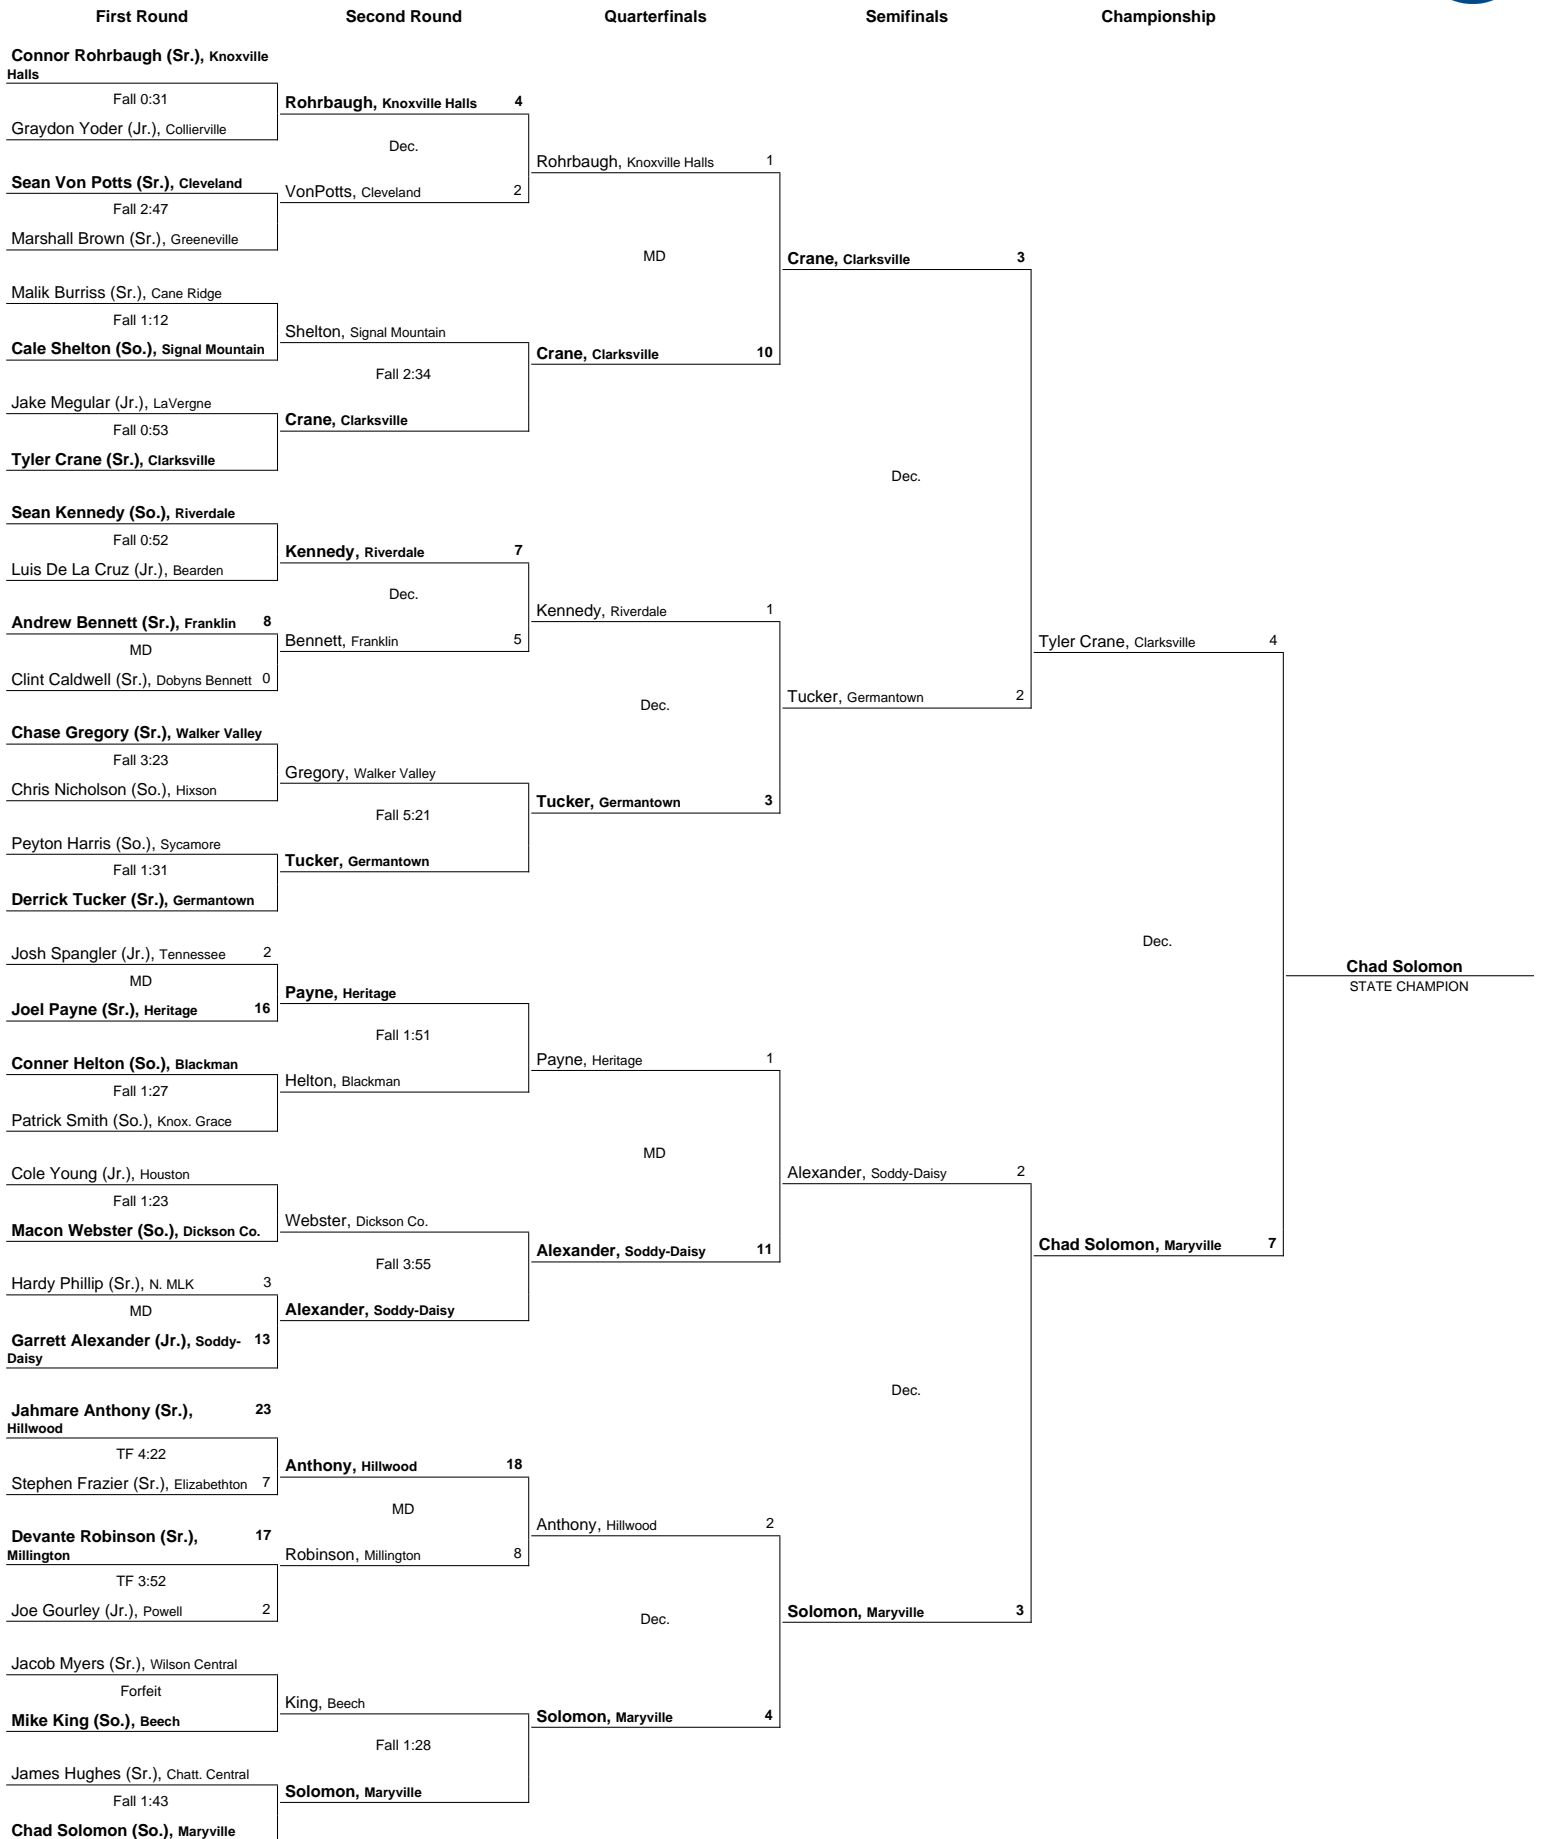 First Round
Second Round
Quarterfinals
Semifinals
Championship
Connor Rohrbaugh (Sr.), Knoxville
Halls
Fall 0:31
Graydon Yoder (Jr.), Collierville
Sean Von Potts (Sr.), Cleveland
Fall 2:47
Marshall Brown (Sr.), Greeneville
Malik Burriss (Sr.), Cane Ridge
Fall 1:12
Cale Shelton (So.), Signal Mountain
Jake Megular (Jr.), LaVergne
Fall 0:53
Tyler Crane (Sr.), Clarksville
Sean Kennedy (So.), Riverdale
Fall 0:52
Luis De La Cruz (Jr.), Bearden
Andrew Bennett (Sr.), Franklin 8
MD
Clint Caldwell (Sr.), Dobyns Bennett 0
Chase Gregory (Sr.), Walker Valley
Fall 3:23
Chris Nicholson (So.), Hixson
Peyton Harris (So.), Sycamore
Fall 1:31
Derrick Tucker (Sr.), Germantown
Josh Spangler (Jr.), Tennessee 2
MD
Joel Payne (Sr.), Heritage 16
Conner Helton (So.), Blackman
Fall 1:27
Patrick Smith (So.), Knox. Grace
Cole Young (Jr.), Houston
Fall 1:23
Macon Webster (So.), Dickson Co.
Hardy Phillip (Sr.), N. MLK 3
MD
Garrett Alexander (Jr.), Soddy- 13
Daisy
Jahmare Anthony (Sr.), 23
Hillwood
TF 4:22
Stephen Frazier (Sr.), Elizabethton 7
Devante Robinson (Sr.), 17
Millington
TF 3:52
Joe Gourley (Jr.), Powell 2
Jacob Myers (Sr.), Wilson Central
Forfeit
Mike King (So.), Beech
James Hughes (Sr.), Chatt. Central
Fall 1:43
Chad Solomon (So.), Maryville
Rohrbaugh, Knoxville Halls 4
Dec.
VonPotts, Cleveland 2
Shelton, Signal Mountain
Fall 2:34
Crane, Clarksville
Kennedy, Riverdale 7
Dec.
Bennett, Franklin 5
Gregory, Walker Valley
Fall 5:21
Tucker, Germantown
Payne, Heritage
Fall 1:51
Helton, Blackman
Webster, Dickson Co.
Fall 3:55
Alexander, Soddy-Daisy
Anthony, Hillwood 18
MD
Robinson, Millington 8
King, Beech
Fall 1:28
Solomon, Maryville
Rohrbaugh, Knoxville Halls 1
MD
Crane, Clarksville 10
Kennedy, Riverdale 1
Dec.
Tucker, Germantown 3
Payne, Heritage 1
MD
Alexander, Soddy-Daisy 11
Anthony, Hillwood 2
Dec.
Solomon, Maryville 4
Crane, Clarksville 3
Dec.
Tucker, Germantown 2
Alexander, Soddy-Daisy 2
Dec.
Solomon, Maryville 3
Tyler Crane, Clarksville 4
Dec.
Chad Solomon, Maryville 7
Chad Solomon
STATE CHAMPION